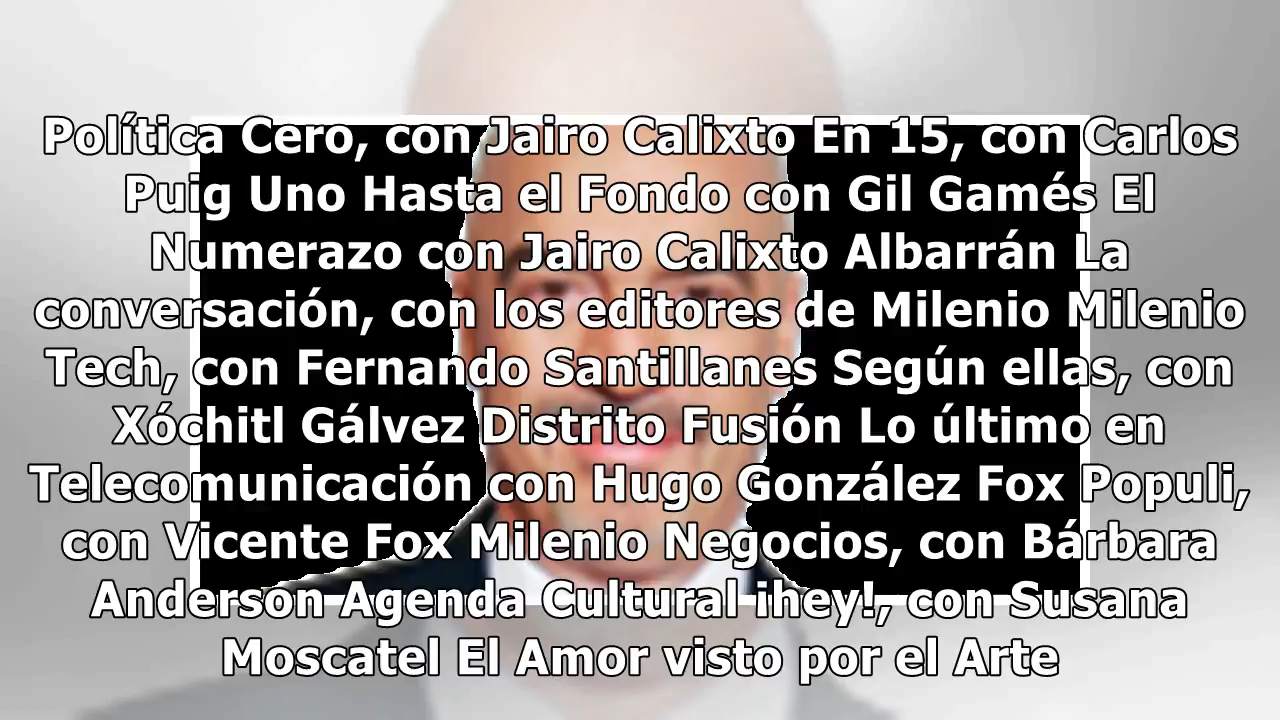 Política Cero, con Jairo Calixto En 15, con Carlos
Puig Uno Hasta el Fondo con Gil Gamés El
Numerazo con Jairo Calixto Albarrán La
conversación, con los editores de Milenio Milenio
Tech, con Fernando Santillanes Según ellas, con
Xóchitl Gálvez Distrito Fusión Lo último en
Telecomunicación con Hugo González Fox Populi,
con Vicente Fox Milenio Negocios, con Bárbara
Anderson Agenda Cultural ihey!, con Susana
Moscatel El Amor visto por el Arte